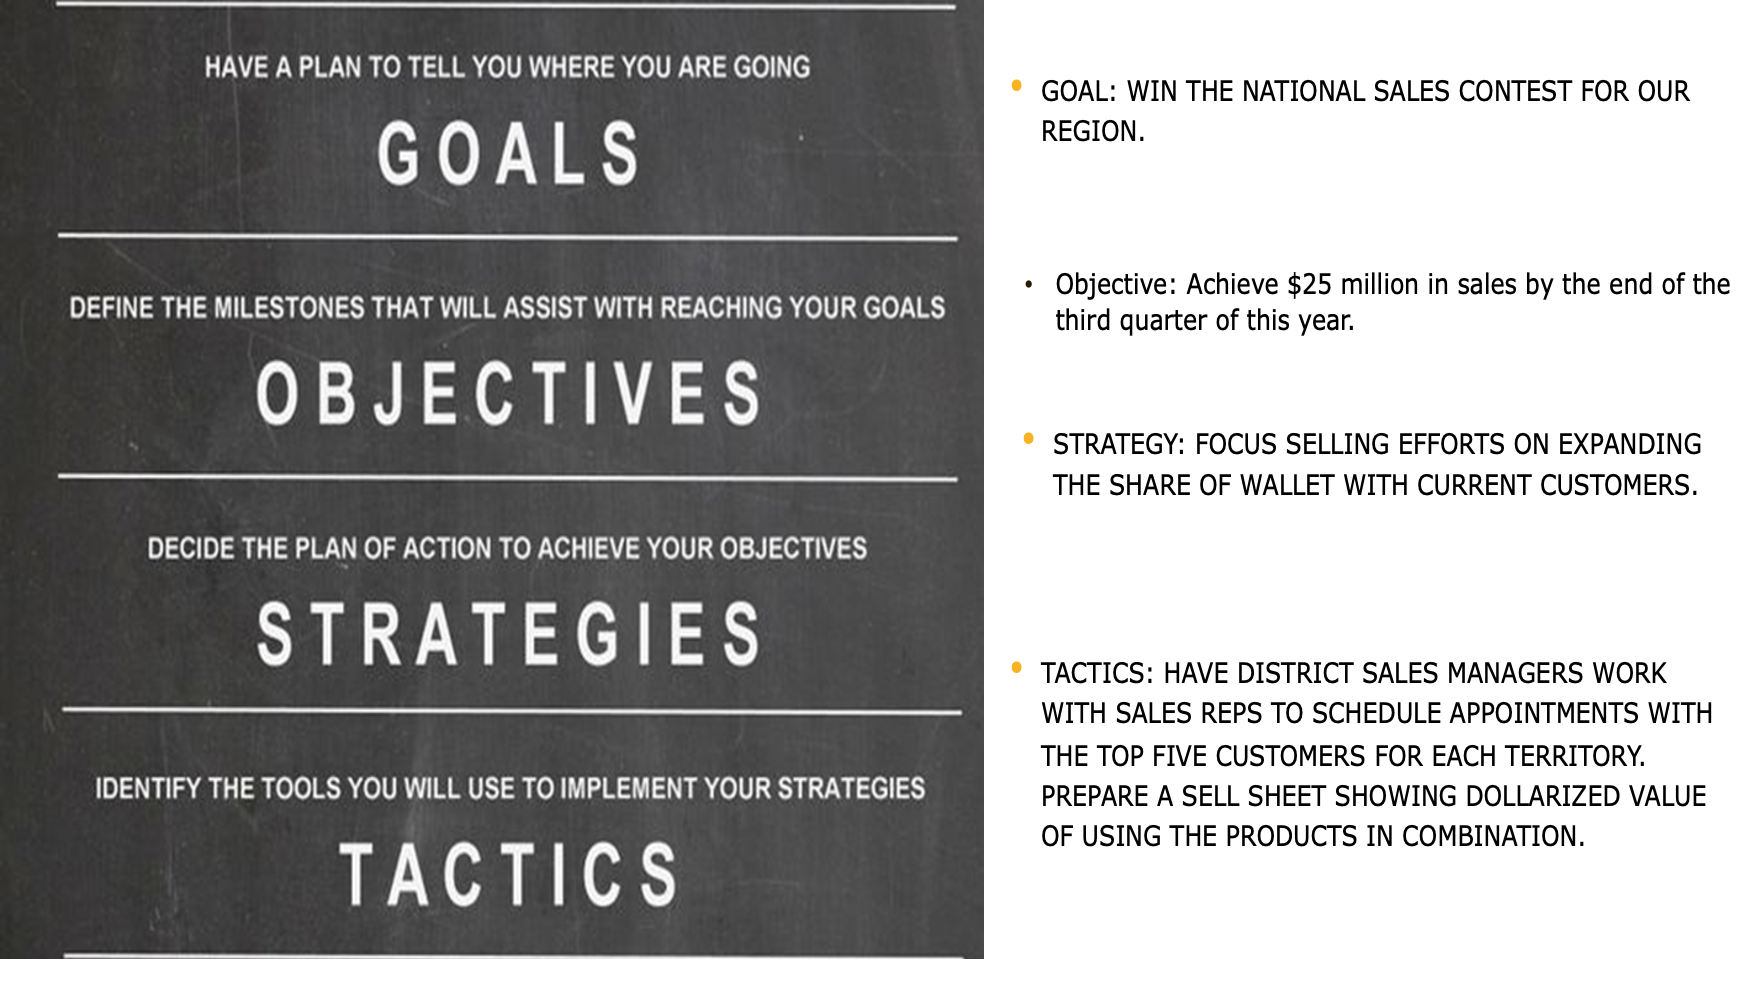 HAVE A PLAN TO TELL YOU WHERE YOU ARE GOING
GOALS
DEFINE THE MILESTONES THAT WILL ASSIST WITH REACHING YOUR GOALS
OBJECTIVES
DECIDE THE PLAN OF ACTION TO ACHIEVE YOUR OBJECTIVES
STRATEGIES
IDENTIFY THE TOOLS YOU WILL USE TO IMPLEMENT YOUR STRATEGIES
TACTICS
• GOAL: WIN THE NATIONAL SALES CONTEST FOR OUR
REGION.
• Objective: Achieve $25 million in sales by the end of the
third quarter of this year.
• STRATEGY: FOCUS SELLING EFFORTS ON EXPANDING
THE SHARE OF WALLET WITH CURRENT CUSTOMERS.
• TACTICS: HAVE DISTRICT SALES MANAGERS WORK
WITH SALES REPS TO SCHEDULE APPOINTMENTS WITH
THE TOP FIVE CUSTOMERS FOR EACH TERRITORY.
PREPARE A SELL SHEET SHOWING DOLLARIZED VALUE
OF USING THE PRODUCTS IN COMBINATION.